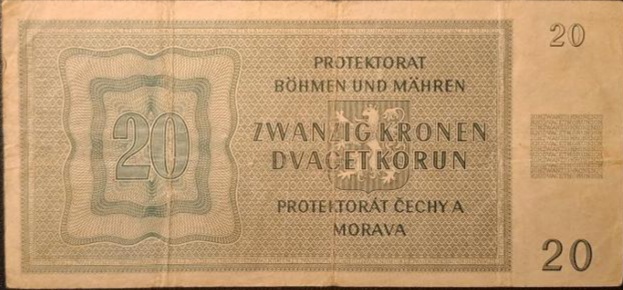 20
PROTEKTORAT
BÖHMEN UND MÄHREN
ZWANZIG KRONEN
DVACET KORUN
PROTEKTORÁT ČECHY A
MORAVA
20
20